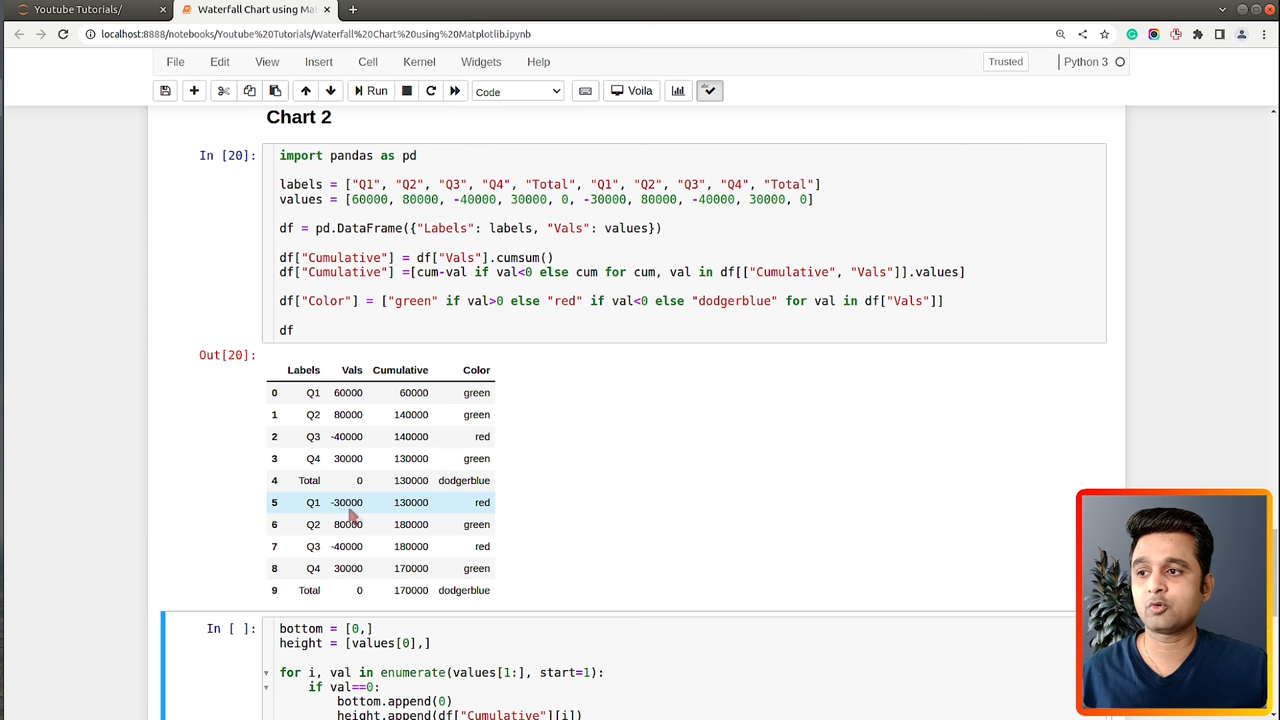 Youtube Tutorials/
Waterfall Chart using Mat
localhost:8888/notebooks/Youtube%20Tutorials/Waterfall%20Chart%20using%20Matplotlib.ipynb
File Edit View Insert Cell Kernel Widgets Help Trusted Python 3
Run Code Voila
Chart 2
In [20]: import pandas as pd
labels = ["Q1", "Q2", "Q3", "Q4", "Total", "Q1", "Q2", "Q3", "Q4", "Total"]
values = [60000, 80000, -40000, 30000, 0, -30000, 80000, -40000, 30000, 0]
df = pd.DataFrame({"Labels": labels, "Vals": values})
df["Cumulative"] = df["Vals"].cumsum()
df["Cumulative"] =[cum-val if val<0 else cum for cum, val in df[["Cumulative", "Vals"]].values]
df["Color"] = ["green" if val>0 else "red" if val<0 else "dodgerblue" for val in df["Vals"]]
df
Out[20]:
Labels Vals Cumulative Color
0 Q1 60000 60000 green
1 Q2 80000 140000 green
2 Q3 -40000 140000 red
3 Q4 30000 130000 green
4 Total 0 130000 dodgerblue
5 Q1 -30000 130000 red
6 Q2 80000 180000 green
7 Q3 -40000 180000 red
8 Q4 30000 170000 green
9 Total 0 170000 dodgerblue
In [ ]: bottom = [0,]
height = [values[0],]
for i, val in enumerate(values[1:], start=1):
if val==0:
bottom.append(0)
height.append(df["Cumulative"][i])